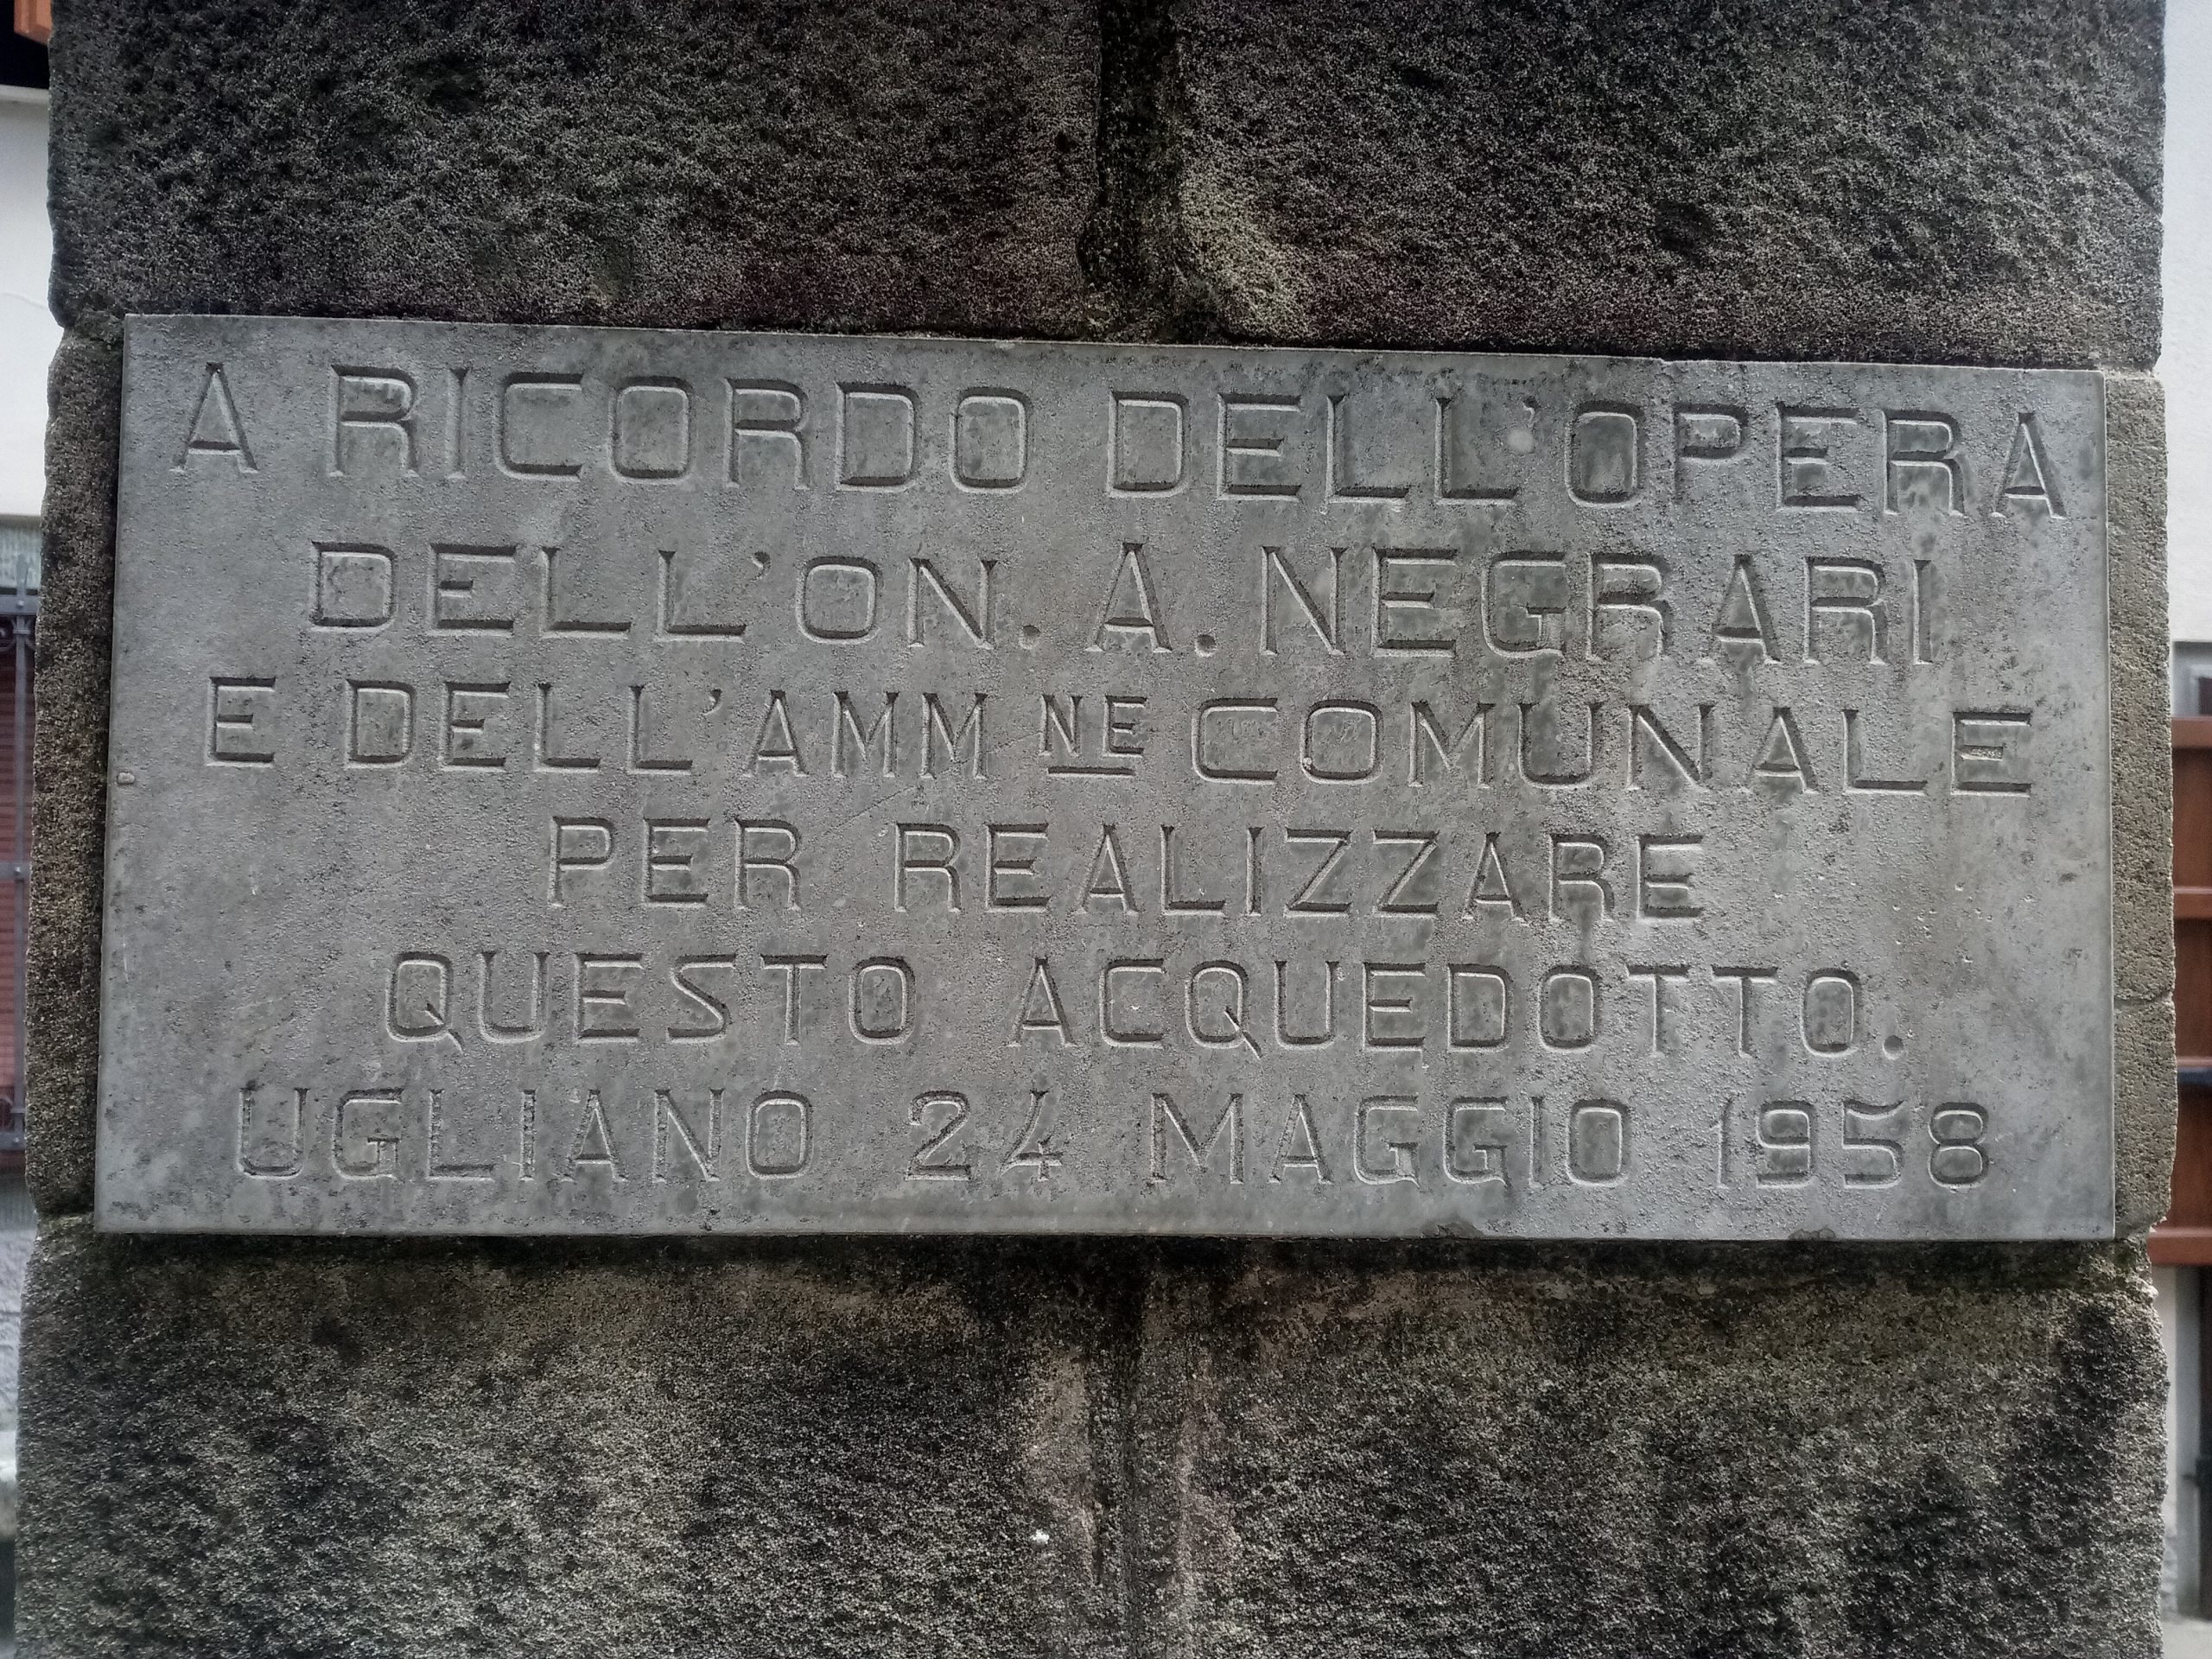 A RICORDO DELL'OPERA
DELL'ON. A. NEGRARI
E DELL'AMM NE COMUNALE
PER REALIZZARE
QUESTO ACQUEDOTTO.
UGLIANO 24 MAGGIO 1958